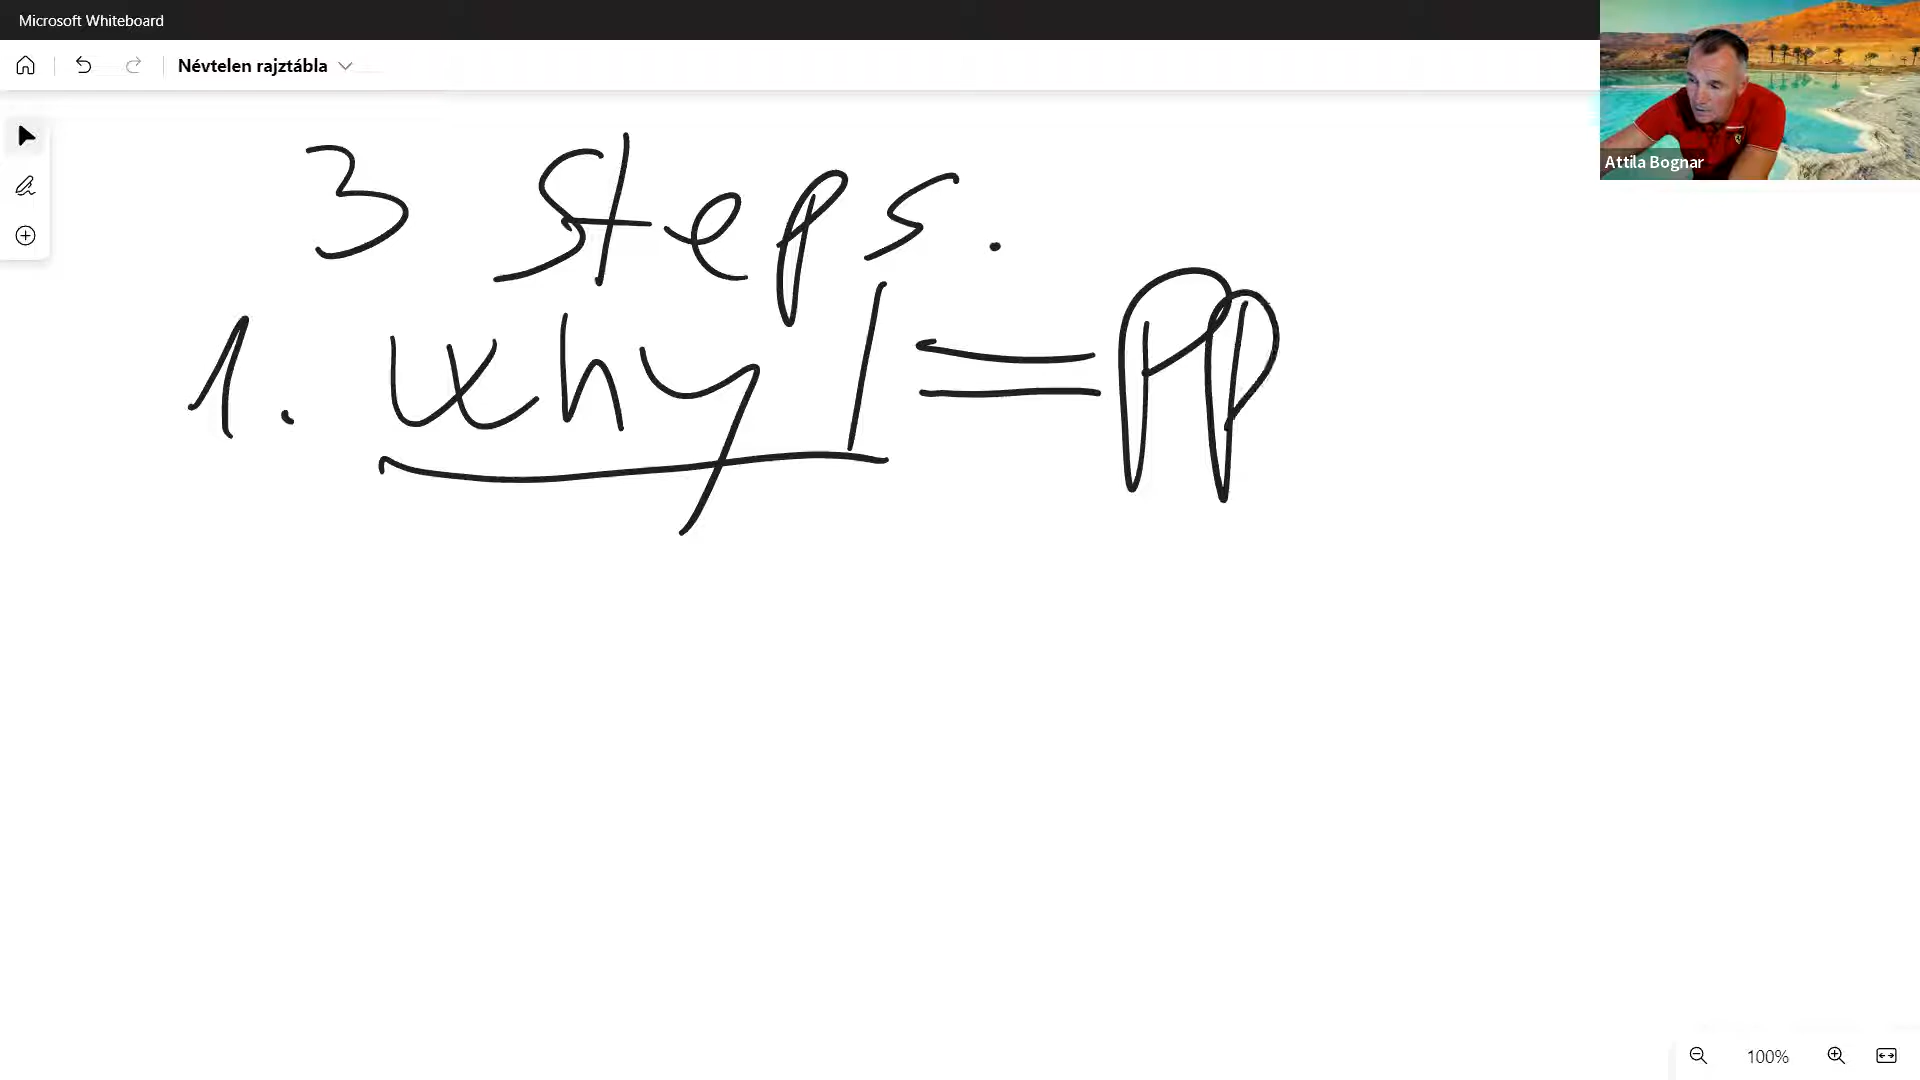 Microsoft Whiteboard
Névtelen rajztábla
Attila Bognar
3 steps.
1. Why! = PP
100%